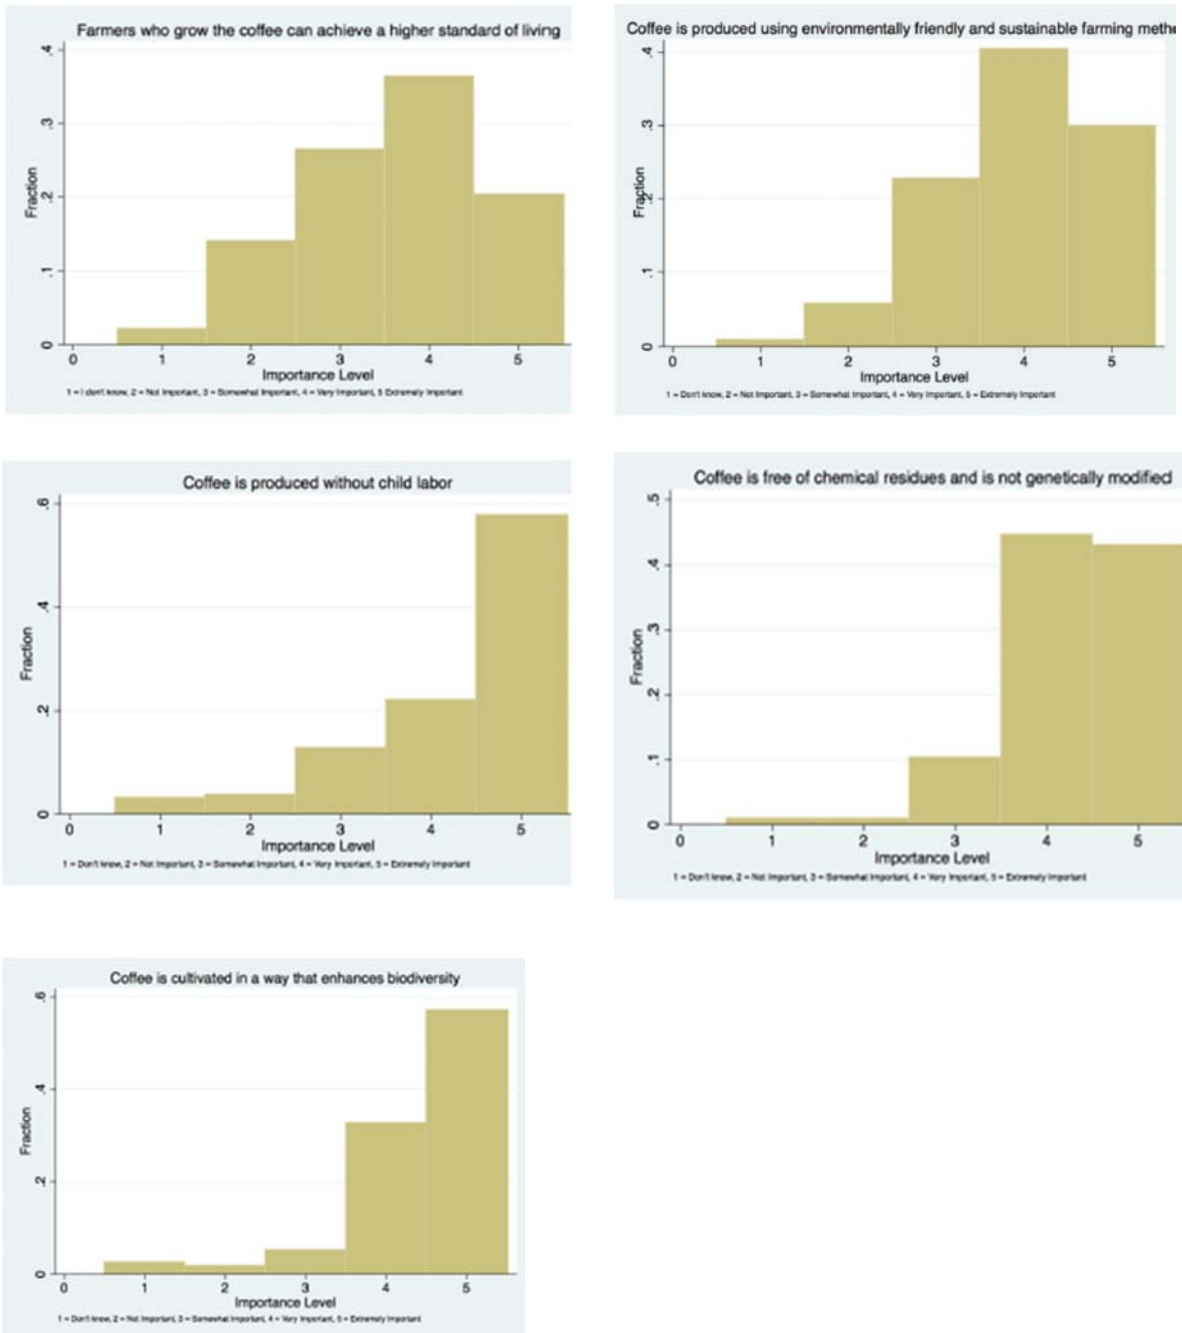 Farmers who grow the coffee can achieve a higher standard of living
.4
.3
.2
.1
0
Fraction
0 1 2 3 4 5
Importance Level
1 = I don't know, 2 = Not Important, 3 = Somewhat Important, 4 = Very Important, 5 Extremely Important
Coffee is produced using environmentally friendly and sustainable farming meth
.4
.3
.2
.1
0
Fraction
0 1 2 3 4 5
Importance Level
1 = Don't know, 2 = Not Important, 3 = Somewhat Important, 4 = Very Important, 5 = Extremely Important
Coffee is produced without child labor
.6
.4
.2
0
Fraction
0 1 2 3 4 5
Importance Level
1 = Don't know, 2 = Not Important, 3 = Somewhat Important, 4 = Very Important, 5 = Extremely Important
Coffee is free of chemical residues and is not genetically modified
.5
.4
.3
.2
.1
0
Fraction
0 1 2 3 4 5
Importance Level
1 = Don't know, 2 = Not Important, 3 = Somewhat Important, 4 = Very Important, 5 = Extremely Important
Coffee is cultivated in a way that enhances biodiversity
.6
.4
.2
0
Fraction
0 1 2 3 4 5
Importance Level
1 = Don't know, 2 = Not Important, 3 = Somewhat Important, 4 = Very Important, 5 = Extremely Important